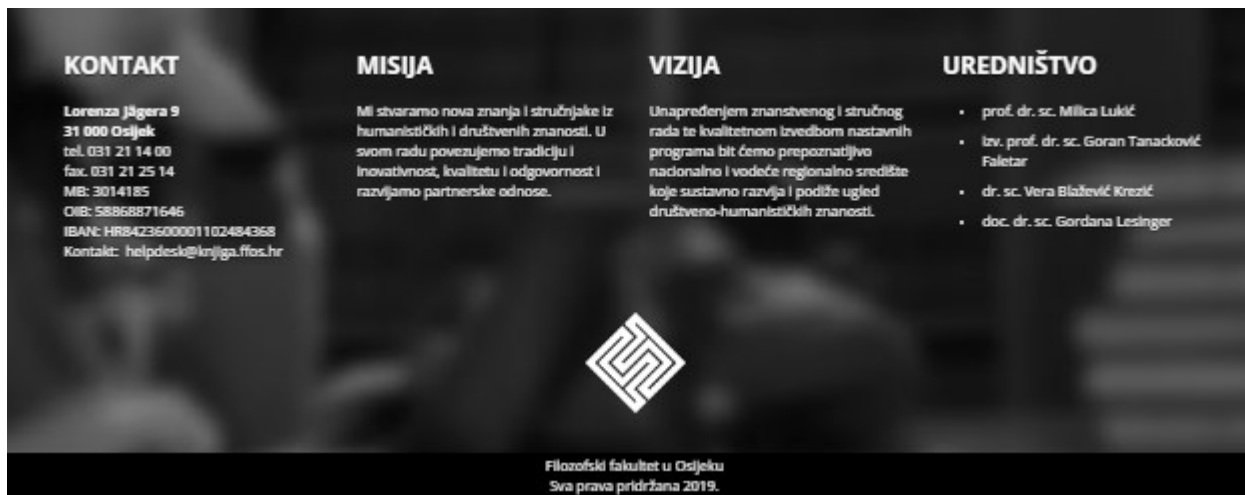 KONTAKT
Lorenza Jägera 9
31 000 Osijek
tel. 031 21 14 00
fax. 031 21 25 14
MB: 3014185
OIB: 58868871646
IBAN: HR8423600001102484368
Kontakt: helpdesk@knjiga.ffos.hr
MISIJA
Mi stvaramo nova znanja i stručnjake iz
humanističkih i društvenih znanosti. U
svom radu povezujemo tradiciju i
inovativnost, kvalitetu i odgovornost i
razvijamo partnerske odnose.
VIZIJA
Unapređenjem znanstvenog i stručnog
rada te kvalitetnom izvedbom nastavnih
programa bit ćemo prepoznatljivo
nacionalno i vodeće regionalno središte
koje sustavno razvija i podiže ugled
društveno-humanističkih znanosti.
UREDNIŠTVO
• prof. dr. sc. Milica Lukić
• izv. prof. dr. sc. Goran Tanacković
Faletar
• dr. sc. Vera Blažević Krezić
• doc. dr. sc. Gordana Lesinger
Filozofski fakultet u Osijeku
Sva prava pridržana 2019.